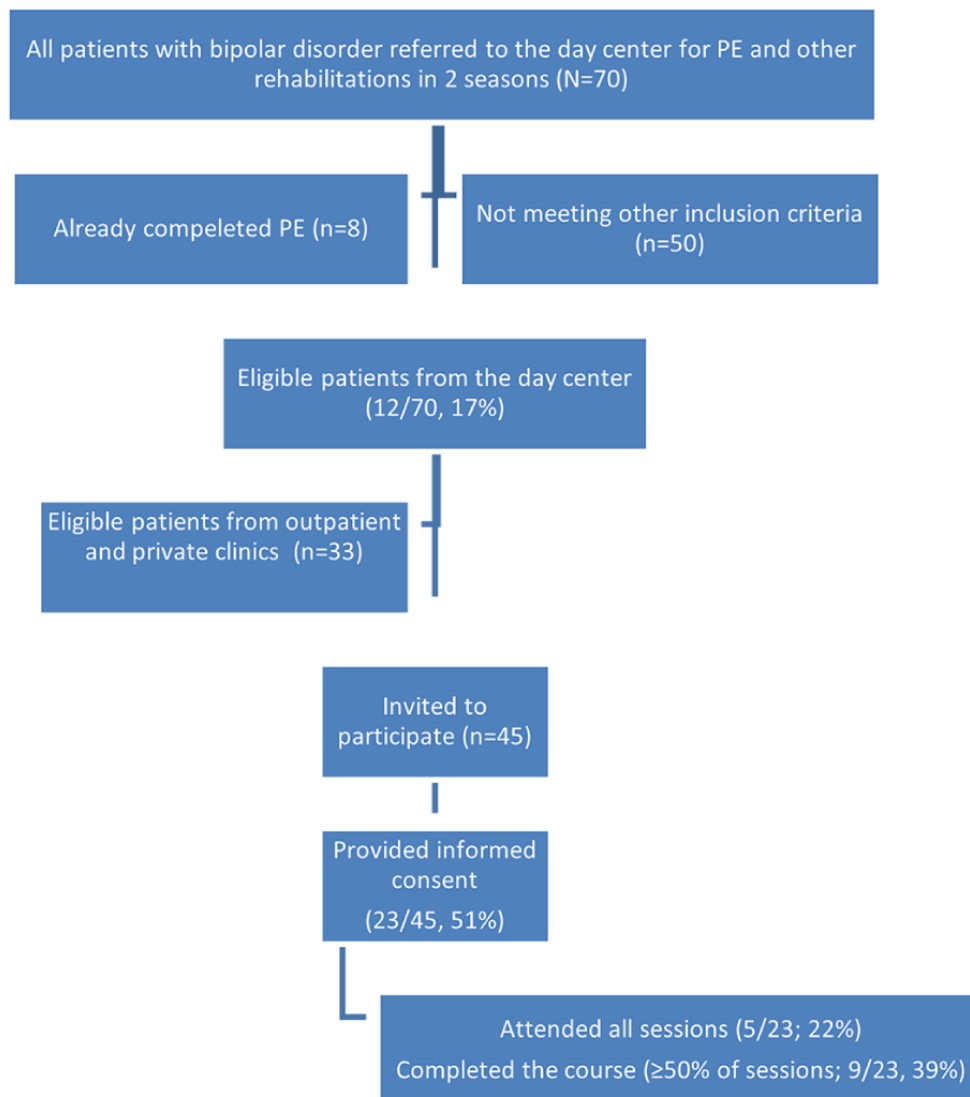 All patients with bipolar disorder referred to the day center for PE and other
rehabilitations in 2 seasons (N=70)
Already compeleted PE (n=8)
Not meeting other inclusion criteria
(n=50)
Eligible patients from the day center
(12/70, 17%)
Eligible patients from outpatient
and private clinics (n=33)
Invited to
participate (n=45)
Provided informed
consent
(23/45, 51%)
Attended all sessions (5/23; 22%)
Completed the course (≥50% of sessions; 9/23, 39%)